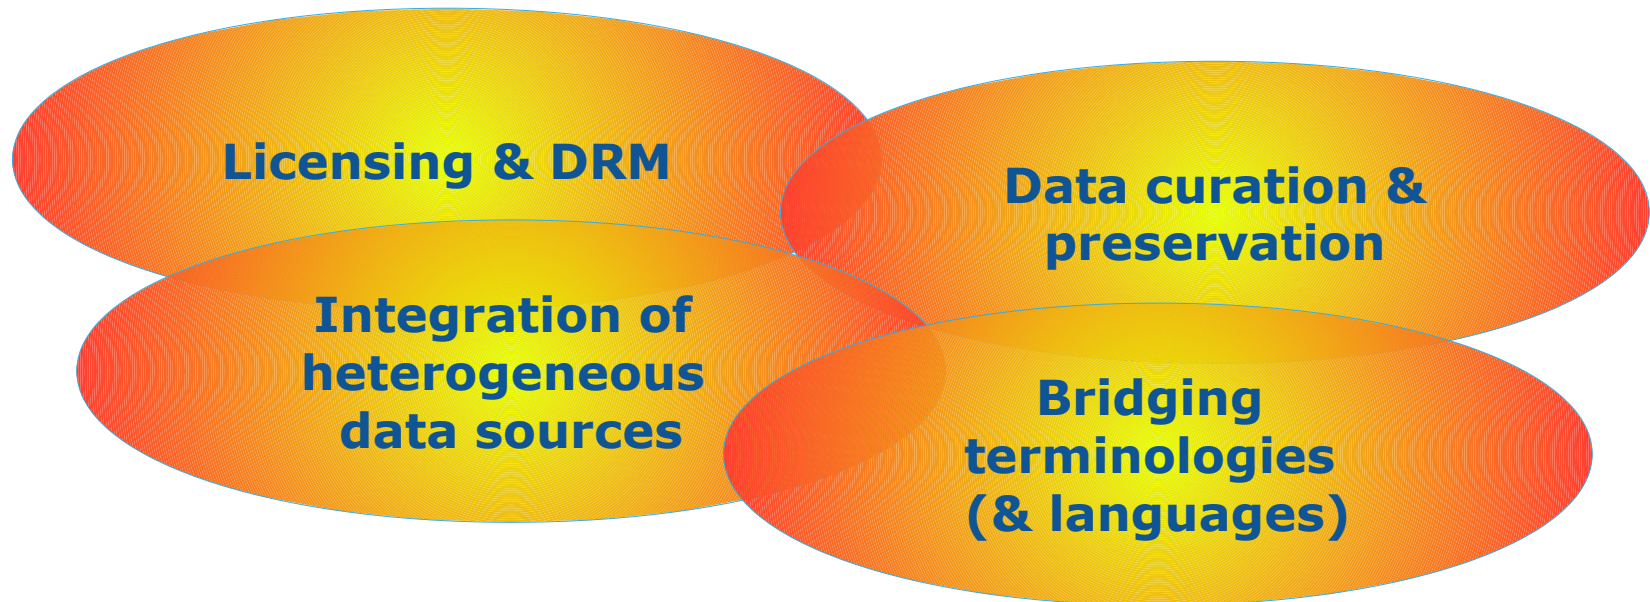 Licensing & DRM
Data curation &
preservation
Integration of
heterogeneous
data sources
Bridging
terminologies
(& languages)